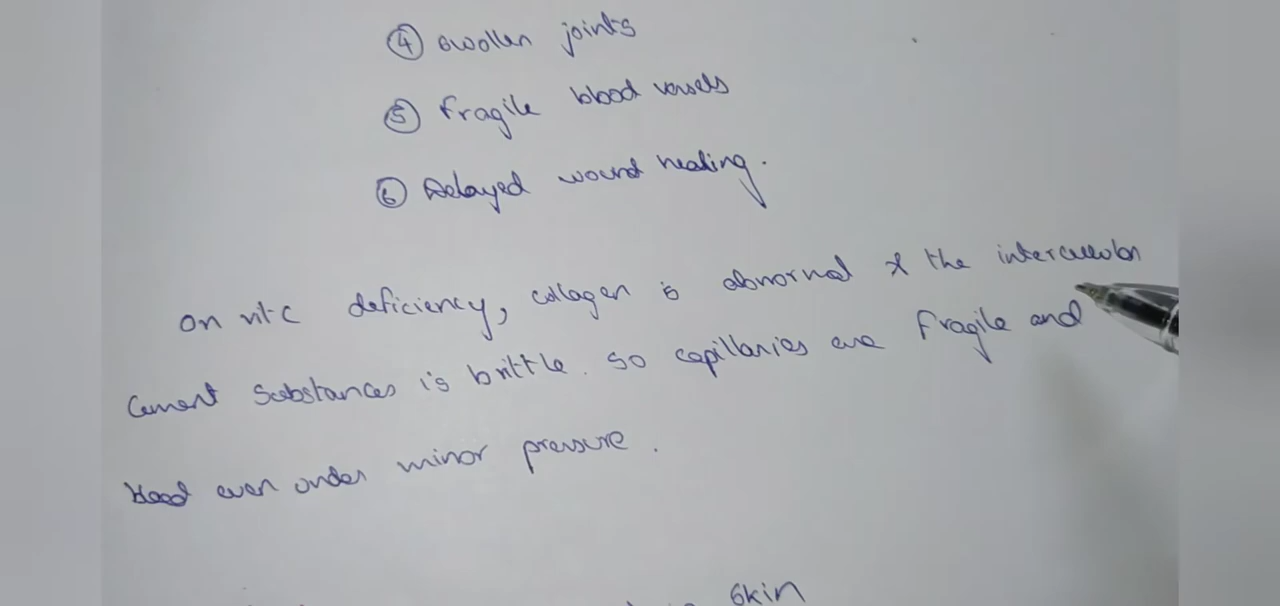 ④ swollen joints
⑤ Fragile blood vessels
⑥ Delayed wound healing.
On vit-C deficiency, collagen is abnormal & the intercellular
Cement Substances is brittle. So capillaries are Fragile and
bleed even under minor pressure.
Skin